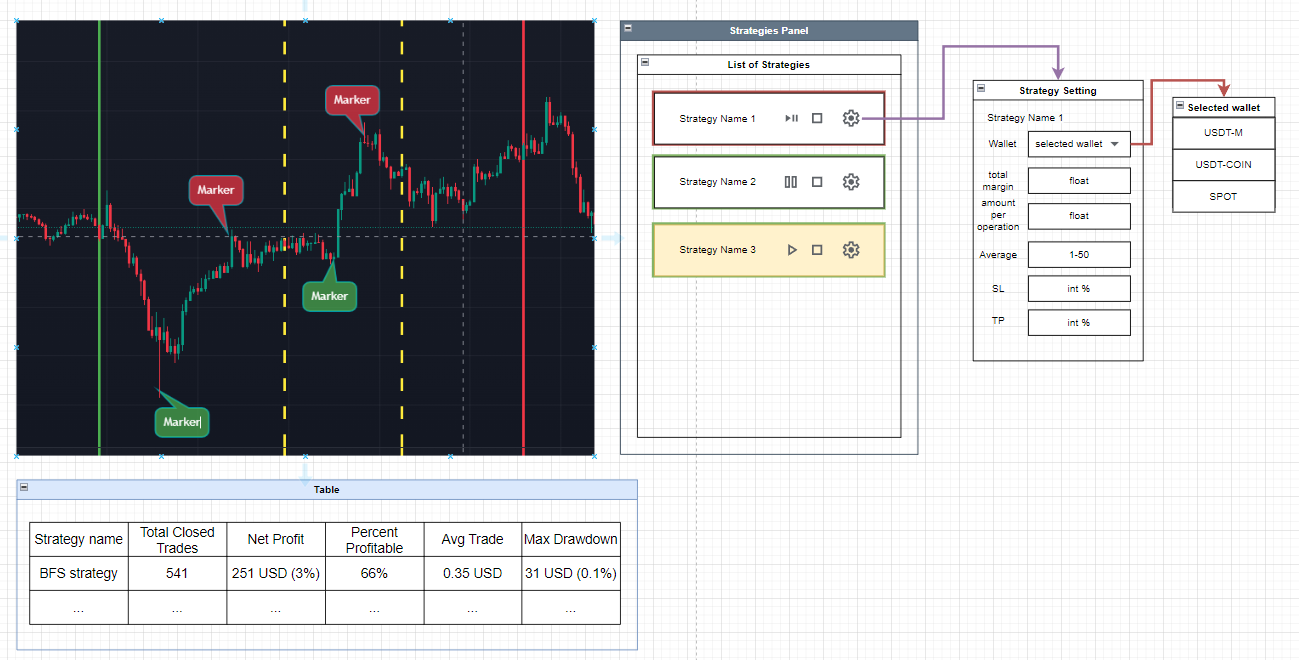 Marker
Marker
Marker
Marker
Strategies Panel
List of Strategies
Strategy Name 1
Strategy Name 2
Strategy Name 3
Strategy Setting
Strategy Name 1
Wallet selected wallet
total
margin
float
amount
per
operation
float
Average 1-50
SL int %
TP int %
Selected wallet
USDT-M
USDT-COIN
SPOT
Table
Strategy name Total Closed Trades Net Profit Percent Profitable Avg Trade Max Drawdown
BFS strategy 541 251 USD (3%) 66% 0.35 USD 31 USD (0.1%)
... ... ... ... ... ...